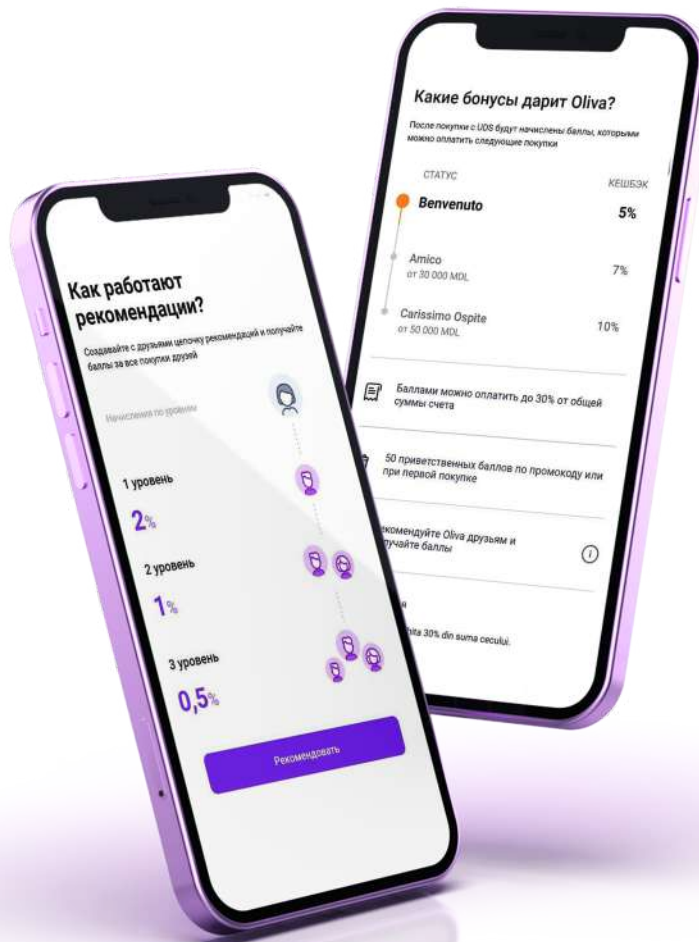 Как работают
рекомендации?
Создавайте с друзьями цепочку рекомендаций и получайте
баллы за все покупки друзей
Начисления по уровням
1 уровень
2%
2 уровень
1%
3 уровень
0,5%
Рекомендовать
Какие бонусы дарит Oliva?
После покупки с UDS будут начислены баллы, которыми
можно оплатить следующие покупки
СТАТУС КЕШБЭК
Benvenuto 5%
Amico 7%
от 30 000 MDL
Carissimo Ospite 10%
от 50 000 MDL
Баллами можно оплатить до 30% от общей
суммы счета
50 приветственных баллов по промокоду или
при первой покупке
Oliva друзьям и
баллы
30% din suma cecului.